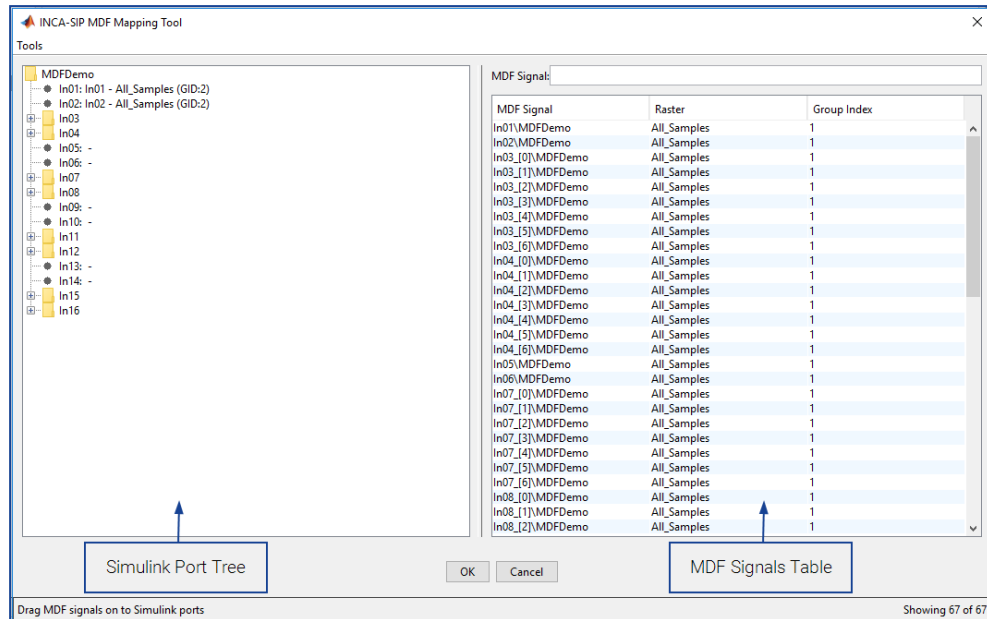 INCA-SIP MDF Mapping Tool
Tools
MDFDemo
In01: In01 - All_Samples (GID:2)
In02: In02 - All_Samples (GID:2)
In03
In04
In05: -
In06: -
In07
In08
In09: -
In10: -
In11
In12
In13: -
In14: -
In15
In16
MDF Signal:
MDF Signal Raster Group Index
In01\MDFDemo All_Samples 1
In02\MDFDemo All_Samples 1
In03_[0]\MDFDemo All_Samples 1
In03_[1]\MDFDemo All_Samples 1
In03_[2]\MDFDemo All_Samples 1
In03_[3]\MDFDemo All_Samples 1
In03_[4]\MDFDemo All_Samples 1
In03_[5]\MDFDemo All_Samples 1
In03_[6]\MDFDemo All_Samples 1
In04_[0]\MDFDemo All_Samples 1
In04_[1]\MDFDemo All_Samples 1
In04_[2]\MDFDemo All_Samples 1
In04_[3]\MDFDemo All_Samples 1
In04_[4]\MDFDemo All_Samples 1
In04_[5]\MDFDemo All_Samples 1
In04_[6]\MDFDemo All_Samples 1
In05\MDFDemo All_Samples 1
In06\MDFDemo All_Samples 1
In07_[0]\MDFDemo All_Samples 1
In07_[1]\MDFDemo All_Samples 1
In07_[2]\MDFDemo All_Samples 1
In07_[3]\MDFDemo All_Samples 1
In07_[4]\MDFDemo All_Samples 1
In07_[5]\MDFDemo All_Samples 1
In07_[6]\MDFDemo All_Samples 1
In08_[0]\MDFDemo All_Samples 1
In08_[1]\MDFDemo All_Samples 1
In08_[2]\MDFDemo All_Samples 1
Simulink Port Tree
MDF Signals Table
OK Cancel
Drag MDF signals on to Simulink ports
Showing 67 of 67